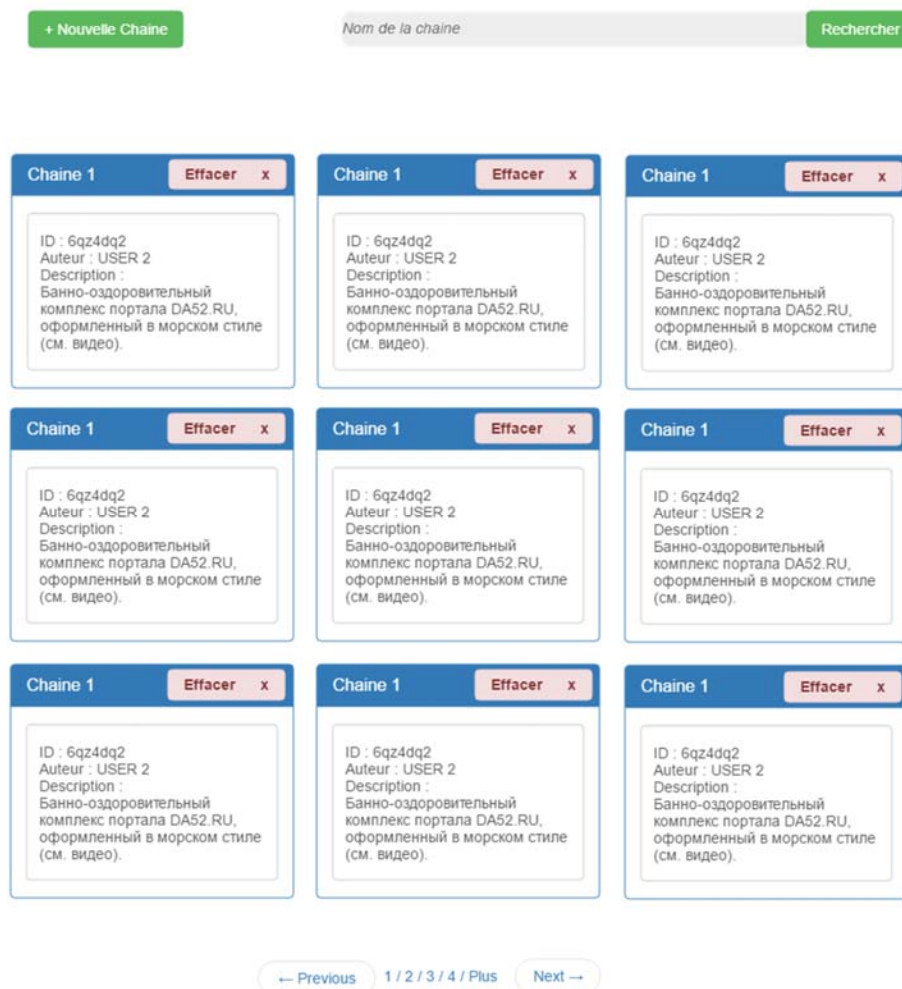 + Nouvelle Chaine
Nom de la chaine
Rechercher
Chaine 1 Effacer x
ID : 6qz4dq2
Auteur : USER 2
Description :
Банно-оздоровительный
комплекс портала DA52.RU,
оформленный в морском стиле
(см. видео).
Chaine 1 Effacer x
ID : 6qz4dq2
Auteur : USER 2
Description :
Банно-оздоровительный
комплекс портала DA52.RU,
оформленный в морском стиле
(см. видео).
Chaine 1 Effacer x
ID : 6qz4dq2
Auteur : USER 2
Description :
Банно-оздоровительный
комплекс портала DA52.RU,
оформленный в морском стиле
(см. видео).
Chaine 1 Effacer x
ID : 6qz4dq2
Auteur : USER 2
Description :
Банно-оздоровительный
комплекс портала DA52.RU,
оформленный в морском стиле
(см. видео).
Chaine 1 Effacer x
ID : 6qz4dq2
Auteur : USER 2
Description :
Банно-оздоровительный
комплекс портала DA52.RU,
оформленный в морском стиле
(см. видео).
Chaine 1 Effacer x
ID : 6qz4dq2
Auteur : USER 2
Description :
Банно-оздоровительный
комплекс портала DA52.RU,
оформленный в морском стиле
(см. видео).
Chaine 1 Effacer x
ID : 6qz4dq2
Auteur : USER 2
Description :
Банно-оздоровительный
комплекс портала DA52.RU,
оформленный в морском стиле
(см. видео).
Chaine 1 Effacer x
ID : 6qz4dq2
Auteur : USER 2
Description :
Банно-оздоровительный
комплекс портала DA52.RU,
оформленный в морском стиле
(см. видео).
Chaine 1 Effacer x
ID : 6qz4dq2
Auteur : USER 2
Description :
Банно-оздоровительный
комплекс портала DA52.RU,
оформленный в морском стиле
(см. видео).
← Previous 1 / 2 / 3 / 4 / Plus Next →